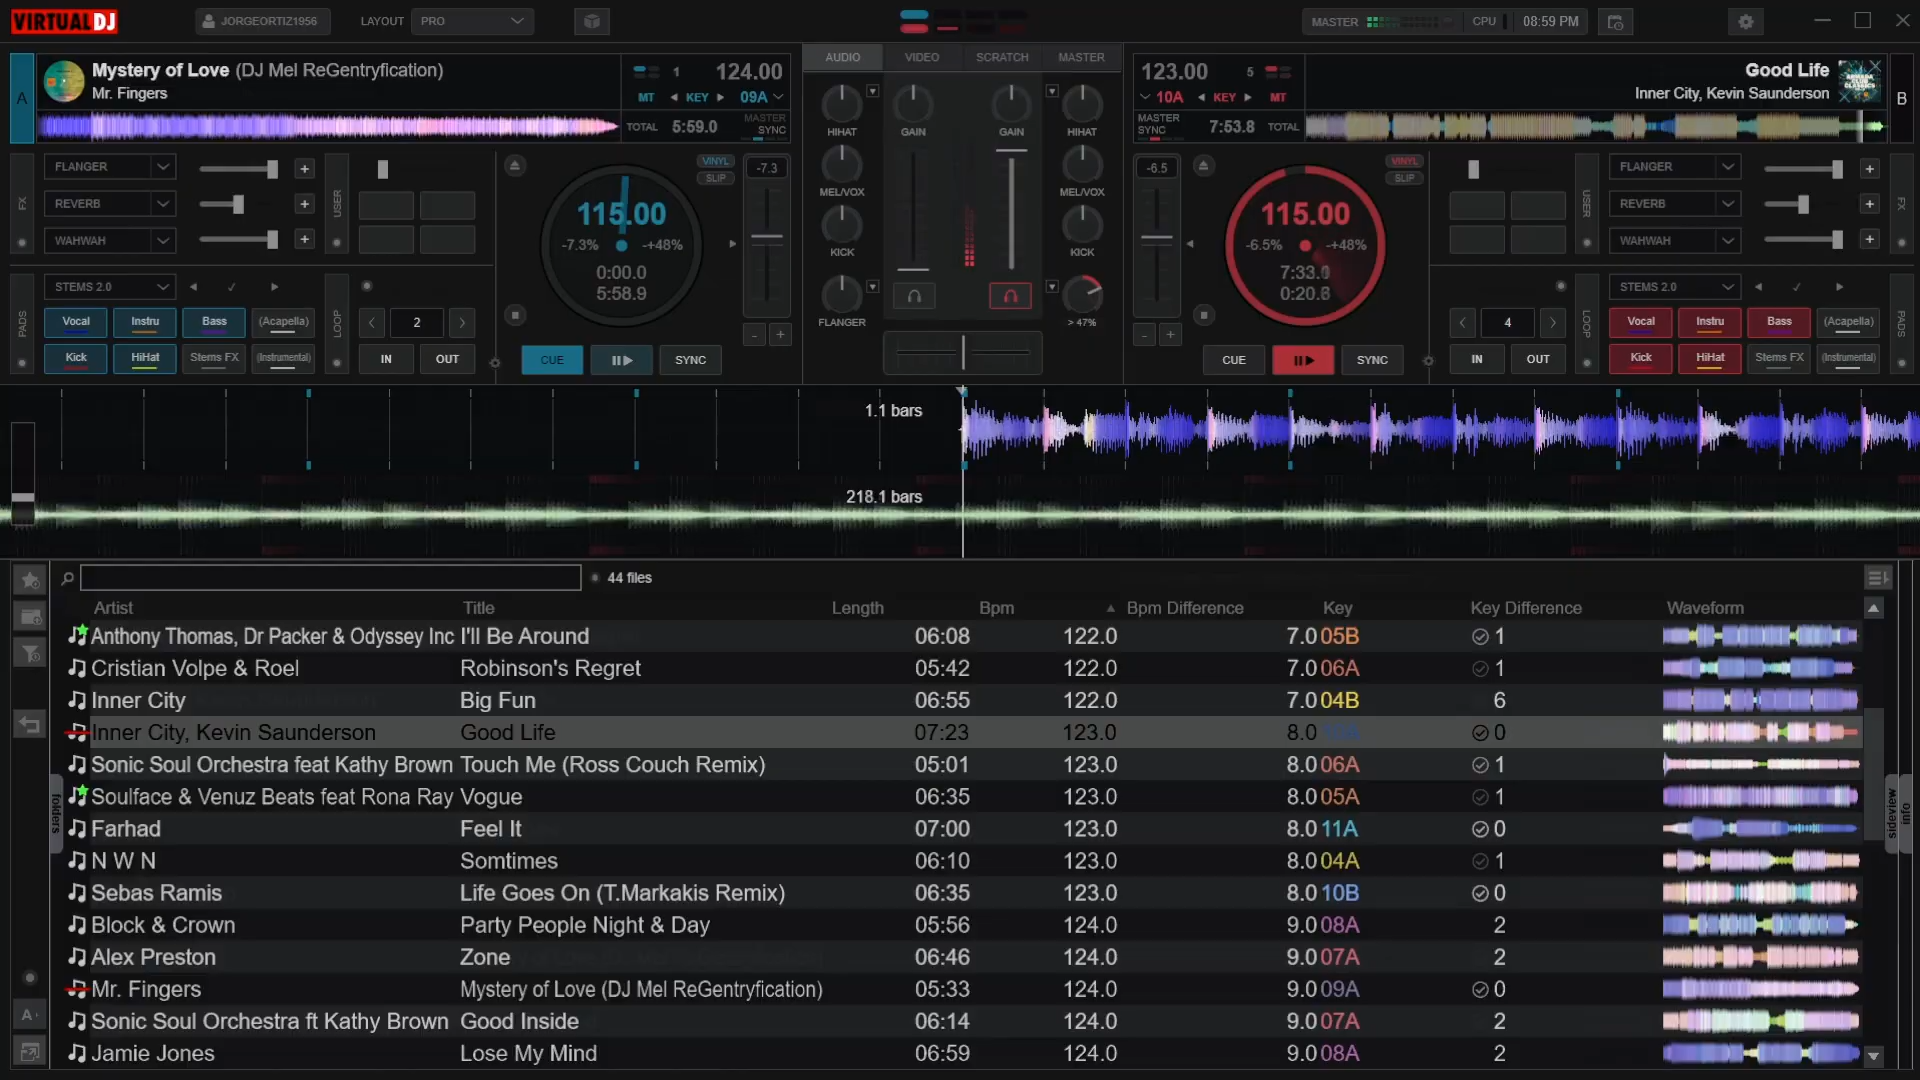 VIRTUALDJ JORGEORTIZ1956 LAYOUT PRO MASTER CPU 08:59 PM
A Mystery of Love (DJ Mel ReGentryfication) 1 124.00
Mr. Fingers MT KEY 09A
TOTAL 5:59.0 MASTER SYNC
AUDIO VIDEO SCRATCH MASTER
123.00 5 Good Life
10A KEY MT Inner City, Kevin Saunderson B
MASTER SYNC 7:53.8 TOTAL
FX FLANGER + USER
REVERB +
WAHWAH +
VINYL
SLIP
-7.3
115.00
-7.3% -+48%
0:00.0
5:58.9
HIHAT GAIN GAIN HIHAT
MEL/VOX MEL/VOX
KICK KICK
FLANGER > 47%
-6.5
VINYL
SLIP
115.00
-6.5% -+48%
7:33.0
0:20.6
USER FLANGER + FX
REVERB +
WAHWAH +
PADS STEMS 2.0 LOOP
Vocal Instru Bass (Acapella) 2
Kick HiHat Stems FX (Instrumental) IN OUT
CUE SYNC - +
- + CUE SYNC
4 LOOP STEMS 2.0 PADS
Vocal Instru Bass (Acapella)
IN OUT Kick HiHat Stems FX (Instrumental)
1.1 bars
218.1 bars
44 files
Artist Title Length Bpm Bpm Difference Key Key Difference Waveform
Anthony Thomas, Dr Packer & Odyssey Inc I'll Be Around 06:08 122.0 7.0 05B 1
Cristian Volpe & Roel Robinson's Regret 05:42 122.0 7.0 06A 1
Inner City Big Fun 06:55 122.0 7.0 04B 6
Inner City, Kevin Saunderson Good Life 07:23 123.0 8.0 0
Sonic Soul Orchestra feat Kathy Brown Touch Me (Ross Couch Remix) 05:01 123.0 8.0 06A 1
Soulface & Venuz Beats feat Rona Ray Vogue 06:35 123.0 8.0 05A 1
Farhad Feel It 07:00 123.0 8.0 11A 0
N W N Somtimes 06:10 123.0 8.0 04A 1
Sebas Ramis Life Goes On (T.Markakis Remix) 06:35 123.0 8.0 10B 0
Block & Crown Party People Night & Day 05:56 124.0 9.0 08A 2
Alex Preston Zone 06:46 124.0 9.0 07A 2
Mr. Fingers Mystery of Love (DJ Mel ReGentryfication) 05:33 124.0 9.0 09A 0
Sonic Soul Orchestra ft Kathy Brown Good Inside 06:14 124.0 9.0 07A 2
Jamie Jones Lose My Mind 06:59 124.0 9.0 08A 2
folders
sideview
info
A